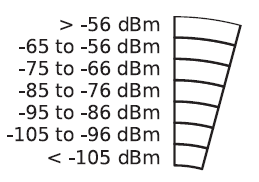 > -56 dBm
-65 to -56 dBm
-75 to -66 dBm
-85 to -76 dBm
-95 to -86 dBm
-105 to -96 dBm
< -105 dBm